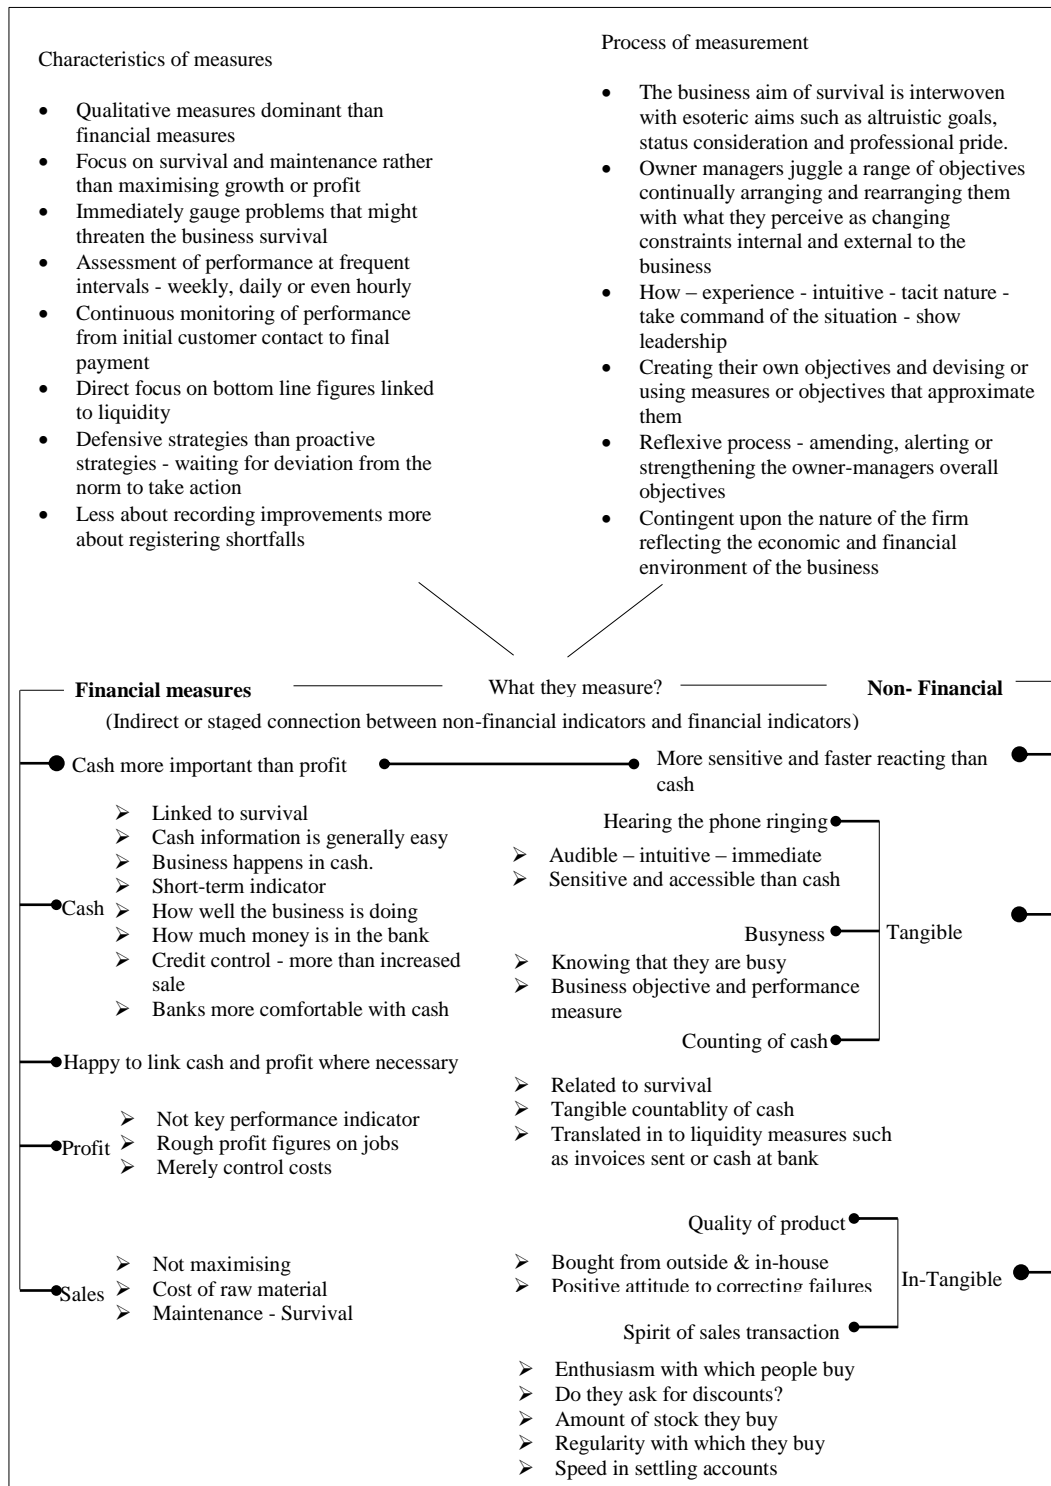 Characteristics of measures
• Qualitative measures dominant than
financial measures
• Focus on survival and maintenance rather
than maximising growth or profit
• Immediately gauge problems that might
threaten the business survival
• Assessment of performance at frequent
intervals - weekly, daily or even hourly
• Continuous monitoring of performance
from initial customer contact to final
payment
• Direct focus on bottom line figures linked
to liquidity
• Defensive strategies than proactive
strategies - waiting for deviation from the
norm to take action
• Less about recording improvements more
about registering shortfalls
Process of measurement
• The business aim of survival is interwoven
with esoteric aims such as altruistic goals,
status consideration and professional pride.
• Owner managers juggle a range of objectives
continually arranging and rearranging them
with what they perceive as changing
constraints internal and external to the
business
• How – experience - intuitive - tacit nature -
take command of the situation - show
leadership
• Creating their own objectives and devising or
using measures or objectives that approximate
them
• Reflexive process - amending, alerting or
strengthening the owner-managers overall
objectives
• Contingent upon the nature of the firm
reflecting the economic and financial
environment of the business
Financial measures
What they measure?
Non- Financial
(Indirect or staged connection between non-financial indicators and financial indicators)
Cash more important than profit
➢ Linked to survival
➢ Cash information is generally easy
➢ Business happens in cash.
➢ Short-term indicator
Cash
➢ How well the business is doing
➢ How much money is in the bank
➢ Credit control - more than increased
sale
➢ Banks more comfortable with cash
Happy to link cash and profit where necessary
➢ Not key performance indicator
Profit
➢ Rough profit figures on jobs
➢ Merely control costs
➢ Not maximising
Sales
➢ Cost of raw material
➢ Maintenance - Survival
More sensitive and faster reacting than
cash
Hearing the phone ringing
➢ Audible – intuitive – immediate
➢ Sensitive and accessible than cash
Busyness
Tangible
➢ Knowing that they are busy
➢ Business objective and performance
measure
Counting of cash
➢ Related to survival
➢ Tangible countablity of cash
➢ Translated in to liquidity measures such
as invoices sent or cash at bank
Quality of product
➢ Bought from outside & in-house
➢ Positive attitude to correcting failures
In-Tangible
Spirit of sales transaction
➢ Enthusiasm with which people buy
➢ Do they ask for discounts?
➢ Amount of stock they buy
➢ Regularity with which they buy
➢ Speed in settling accounts